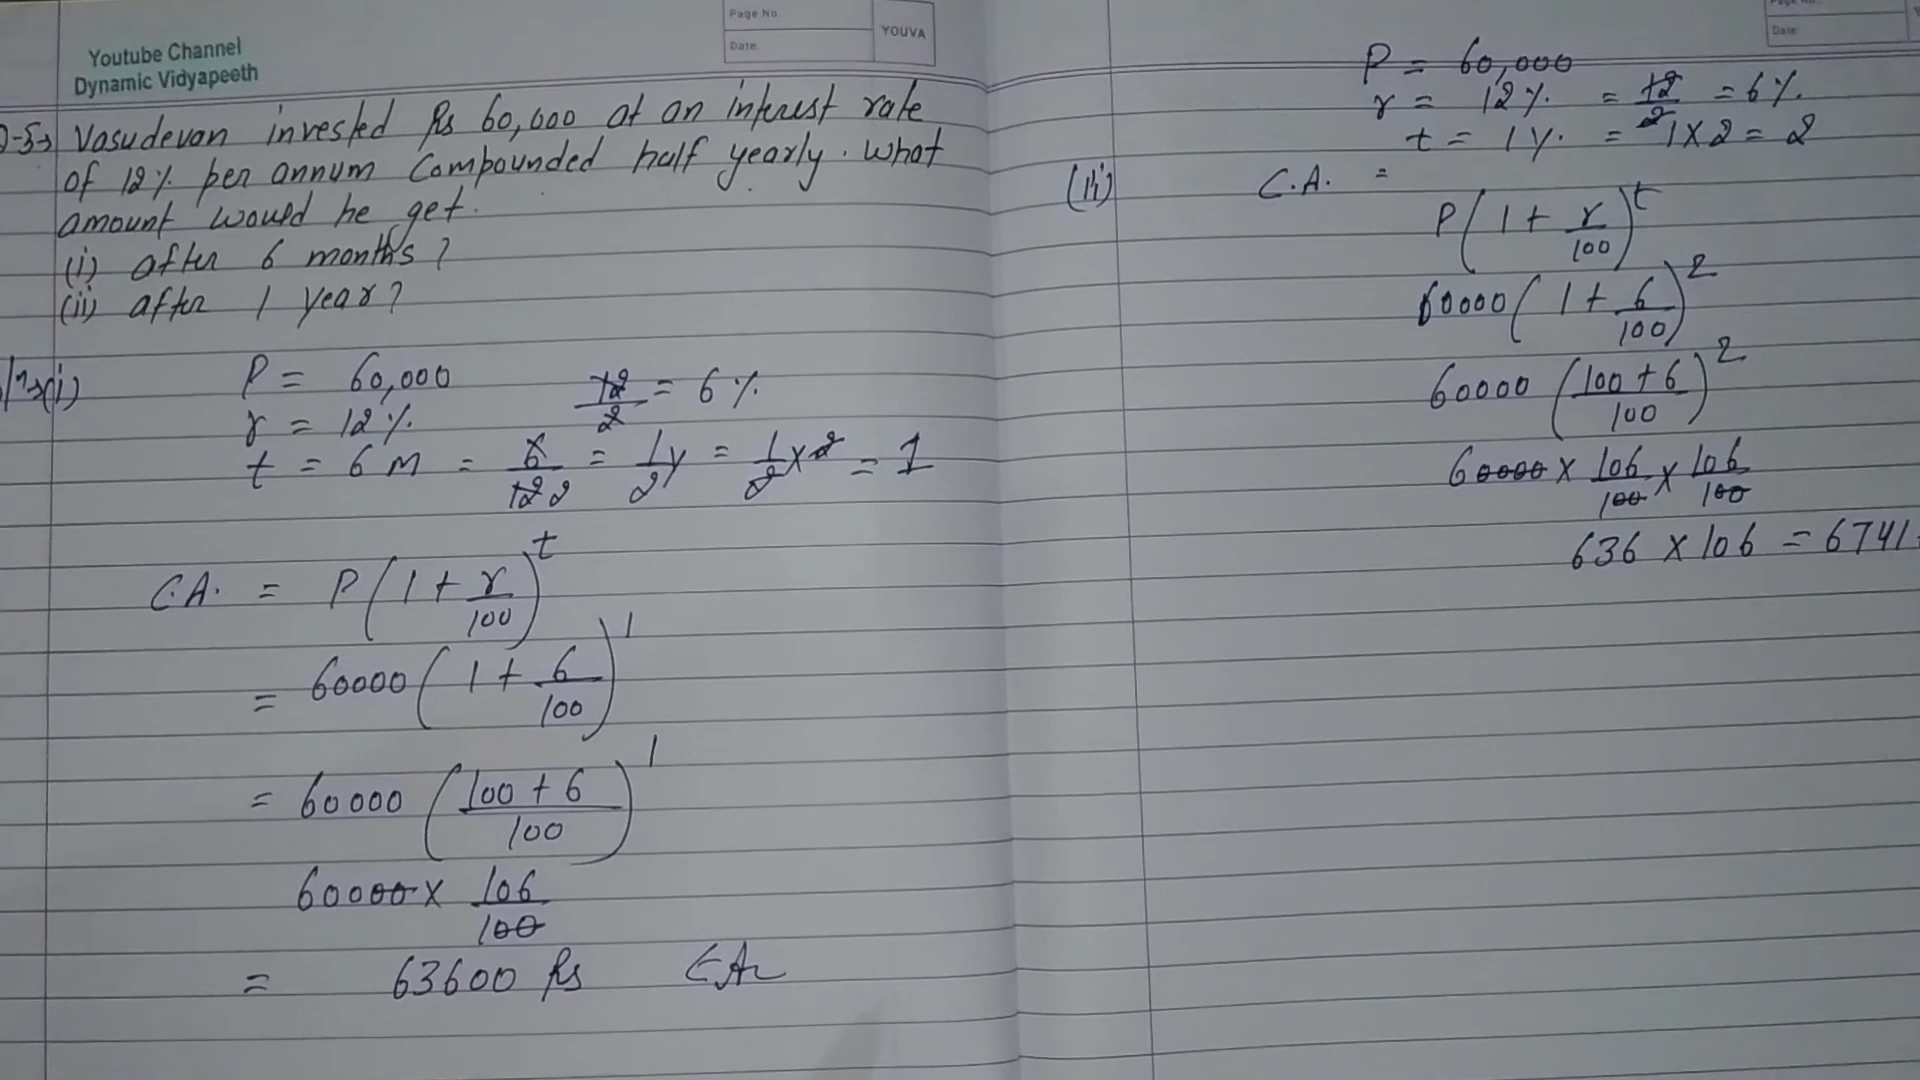 Page No.
Date
YOUVA
Youtube Channel
Dynamic Vidyapeeth
Q-5→ Vasudevan invested Rs 60,000 at an interest rate
of 12% per annum Compounded half yearly. What
amount would he get.
(i) after 6 months?
(ii) after 1 year?
(i) P = 60,000
12/2 = 6%
r = 12%
t = 6 M = 6/12 2 = 1/2 y = 1/2 x 2 = 1
C.A. = P(1 + r/100)^t
= 60000(1 + 6/100)^1
= 60000 (100 + 6/100)^1
60000 x 106/100
= 63600 Rs
Date
P = 60,000
r = 12% = 12/2 = 6%
t = 1 y. = 1 x 2 = 2
(ii) C.A. =
P(1 + r/100)^t
60000(1 + 6/100)^2
60000 (100 + 6/100)^2
60000 x 106/100 x 106/100
636 x 106 = 6741